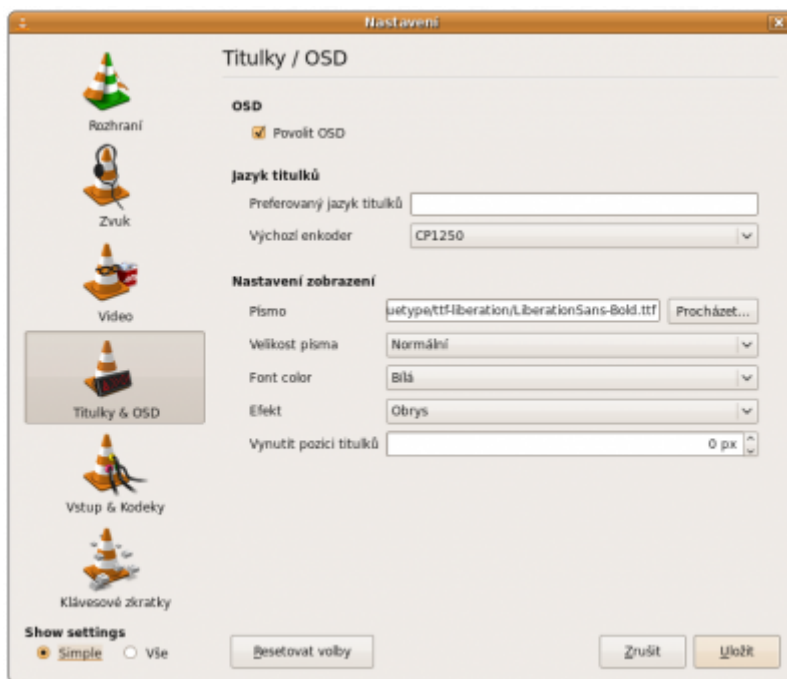 Nastavení
Rozhraní
Zvuk
Video
Titulky & OSD
Vstup & Kodeky
Klávesové zkratky
Show settings
Simple
Vše
Titulky / OSD
OSD
Povolit OSD
Jazyk titulků
Preferovaný jazyk titulků
Výchozí enkoder CP1250
Nastavení zobrazení
Písmo uetype/ttf-liberation/LiberationSans-Bold.ttf Procházet...
Velikost písma Normální
Font color Bílá
Efekt Obrys
Vynutit pozici titulků 0 px
Resetovat volby
Zrušit
Uložit